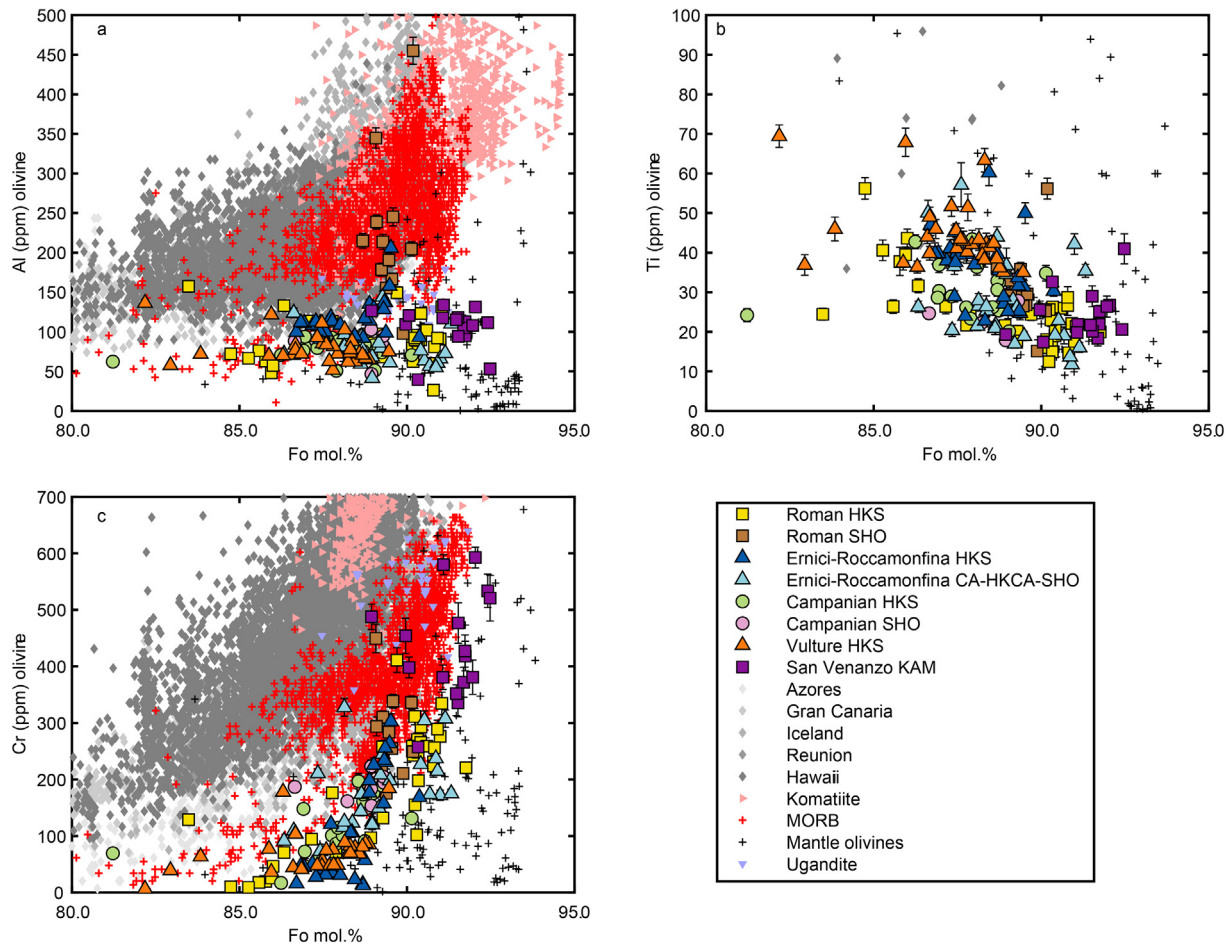 500
450
400
350
300
250
200
150
100
50
0
Al (ppm) olivine
a
80.0 85.0 90.0 95.0
Fo mol.%
100
90
80
70
60
50
40
30
20
10
0
Ti (ppm) olivine
b
80.0 85.0 90.0 95.0
Fo mol.%
700
600
500
400
300
200
100
0
Cr (ppm) olivine
c
80.0 85.0 90.0 95.0
Fo mol.%
Roman HKS
Roman SHO
Ernici-Roccamonfina HKS
Ernici-Roccamonfina CA-HKCA-SHO
Campanian HKS
Campanian SHO
Vulture HKS
San Venanzo KAM
Azores
Gran Canaria
Iceland
Reunion
Hawaii
Komatiite
MORB
Mantle olivines
Ugandite